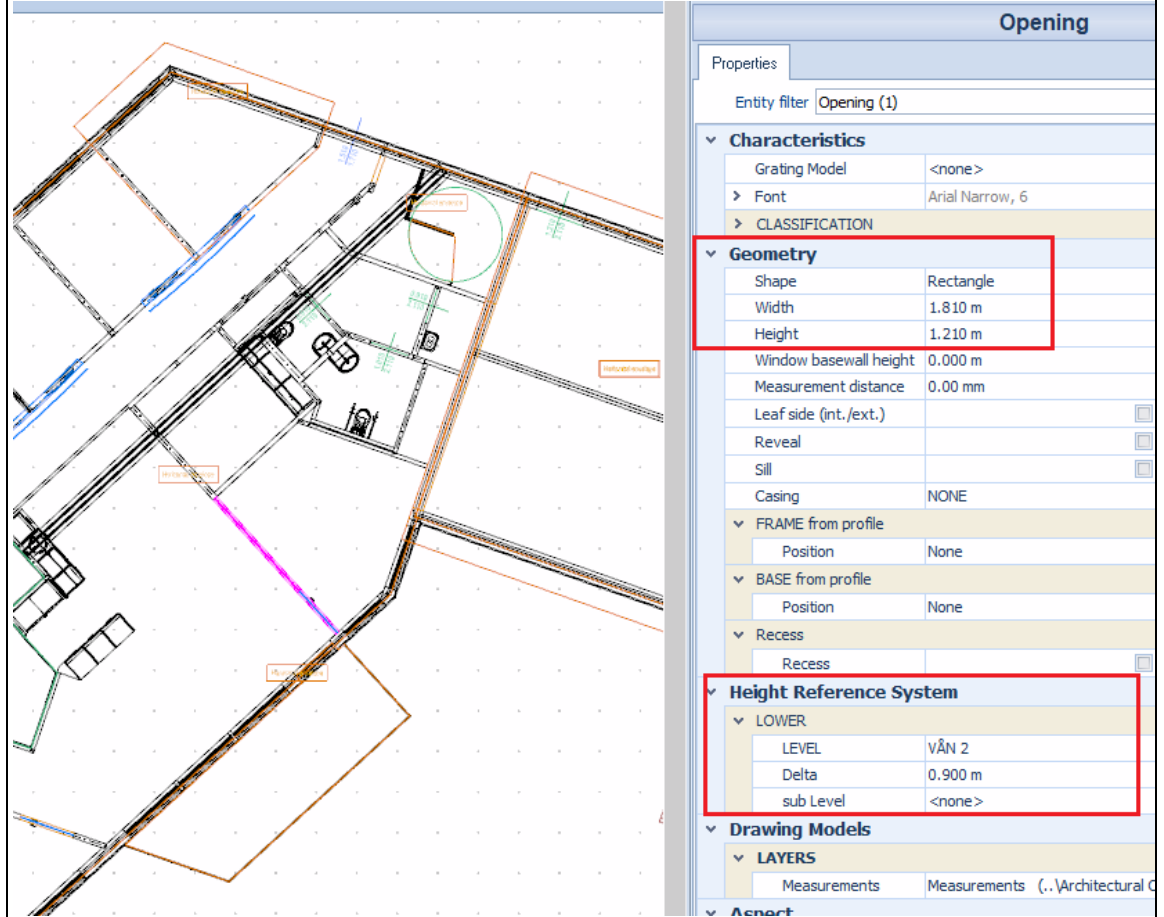 Opening
Properties
Entity filter Opening (1)
Characteristics
Grating Model <none>
Font Arial Narrow, 6
CLASSIFICATION
Geometry
Shape Rectangle
Width 1.810 m
Height 1.210 m
Window basewall height 0.000 m
Measurement distance 0.00 mm
Leaf side (int./ext.)
Reveal
Sill
Casing NONE
FRAME from profile
Position None
BASE from profile
Position None
Recess
Recess
Height Reference System
LOWER
LEVEL VÅN 2
Delta 0.900 m
sub Level <none>
Drawing Models
LAYERS
Measurements Measurements (..\Architectural
Aspect